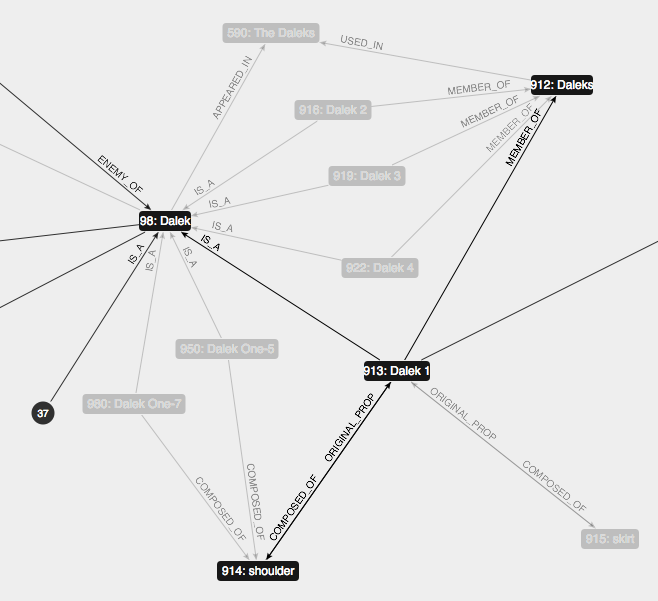 590: The Daleks
USED_IN
912: Daleks
APPEARED_IN
MEMBER_OF
916: Dalek 2
MEMBER_OF
MEMBER_OF
MEMBER_OF
ENEMY_OF
IS_A
919: Dalek 3
IS_A
98: Dalek
IS_A
IS_A
IS_A
IS_A
IS_A
922: Dalek 4
950: Dalek One-5
913: Dalek 1
980: Dalek One-7
37
ORIGINAL_PROP
ORIGINAL_PROP
COMPOSED_OF
COMPOSED_OF
COMPOSED_OF
COMPOSED_OF
915: skirt
914: shoulder